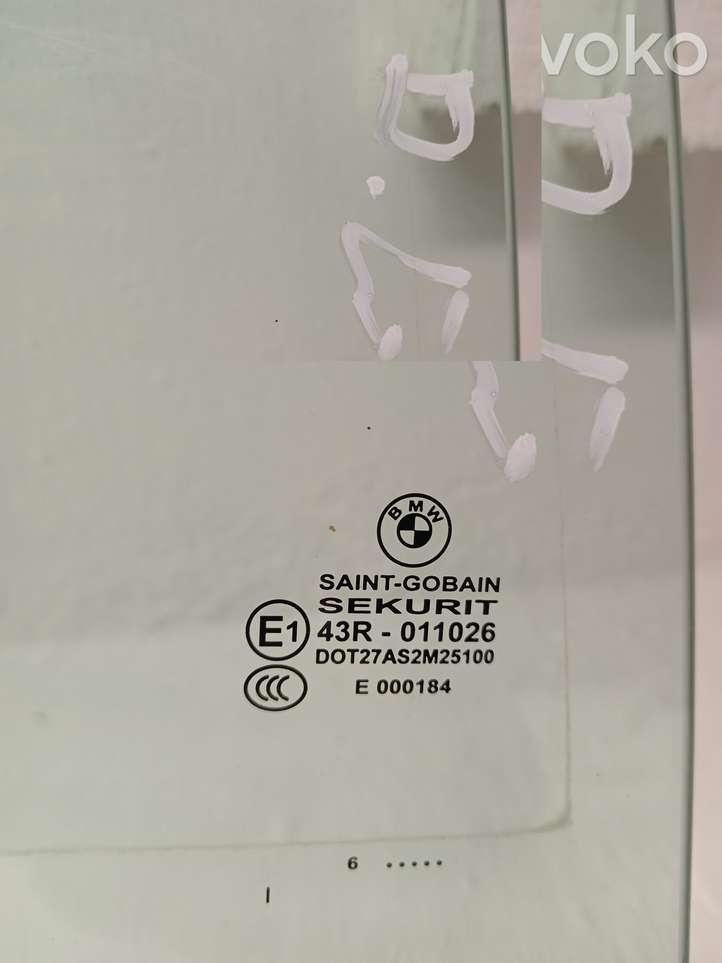 voko
BMW
SAINT-GOBAIN
SEKURIT
E1 43R - 011026
DOT27AS2M25100
CCC E 000184
6 .....